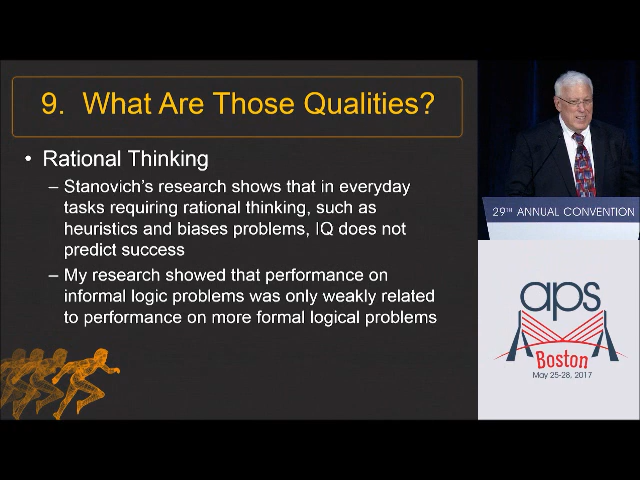 9. What Are Those Qualities?
• Rational Thinking
– Stanovich's research shows that in everyday
tasks requiring rational thinking, such as
heuristics and biases problems, IQ does not
predict success
– My research showed that performance on
informal logic problems was only weakly related
to performance on more formal logical problems
29TH ANNUAL CONVENTION
aps
Boston
May 25-28, 2017